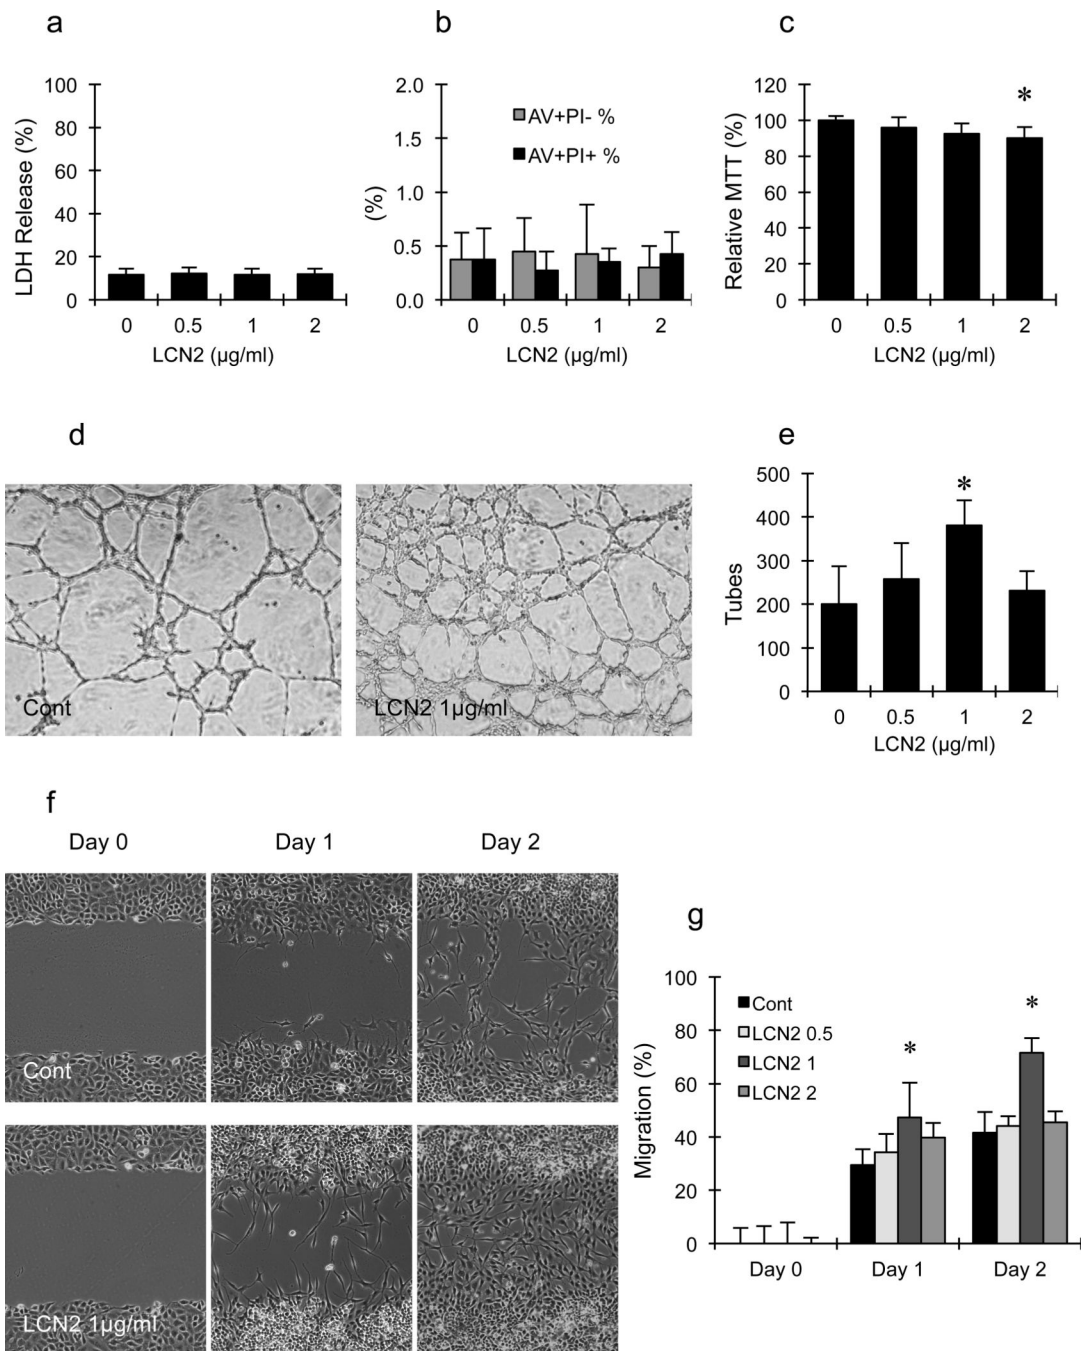 a
LDH Release (%)
100
80
60
40
20
0
0 0.5 1 2
LCN2 (µg/ml)
b
(%)
2.0
1.5
1.0
0.5
0.0
AV+PI- %
AV+PI+ %
0 0.5 1 2
LCN2 (µg/ml)
c
Relative MTT (%)
120
100
80
60
40
20
0
*
0 0.5 1 2
LCN2 (µg/ml)
d
Cont
LCN2 1µg/ml
e
Tubes
500
400
300
200
100
0
*
0 0.5 1 2
LCN2 (µg/ml)
f
Day 0 Day 1 Day 2
Cont
LCN2 1µg/ml
g
Migration (%)
100
80
60
40
20
0
Cont
LCN2 0.5
LCN2 1
LCN2 2
*
*
Day 0 Day 1 Day 2